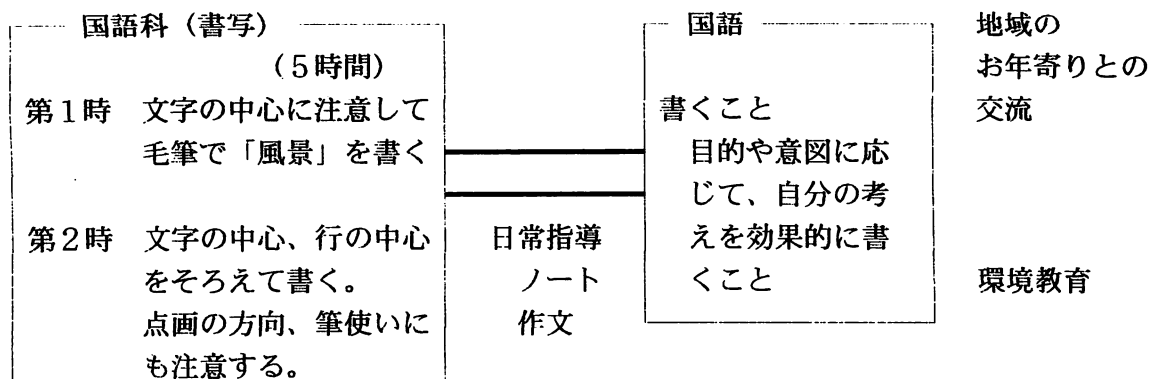 国語科（書写）
（5時間）
第1時　文字の中心に注意して
毛筆で「風景」を書く
第2時　文字の中心、行の中心
をそろえて書く。
点画の方向、筆使いに
も注意する。
日常指導
ノート
作文
国語
書くこと
目的や意図に応
じて、自分の考
えを効果的に書
くこと
地域の
お年寄りとの
交流
環境教育